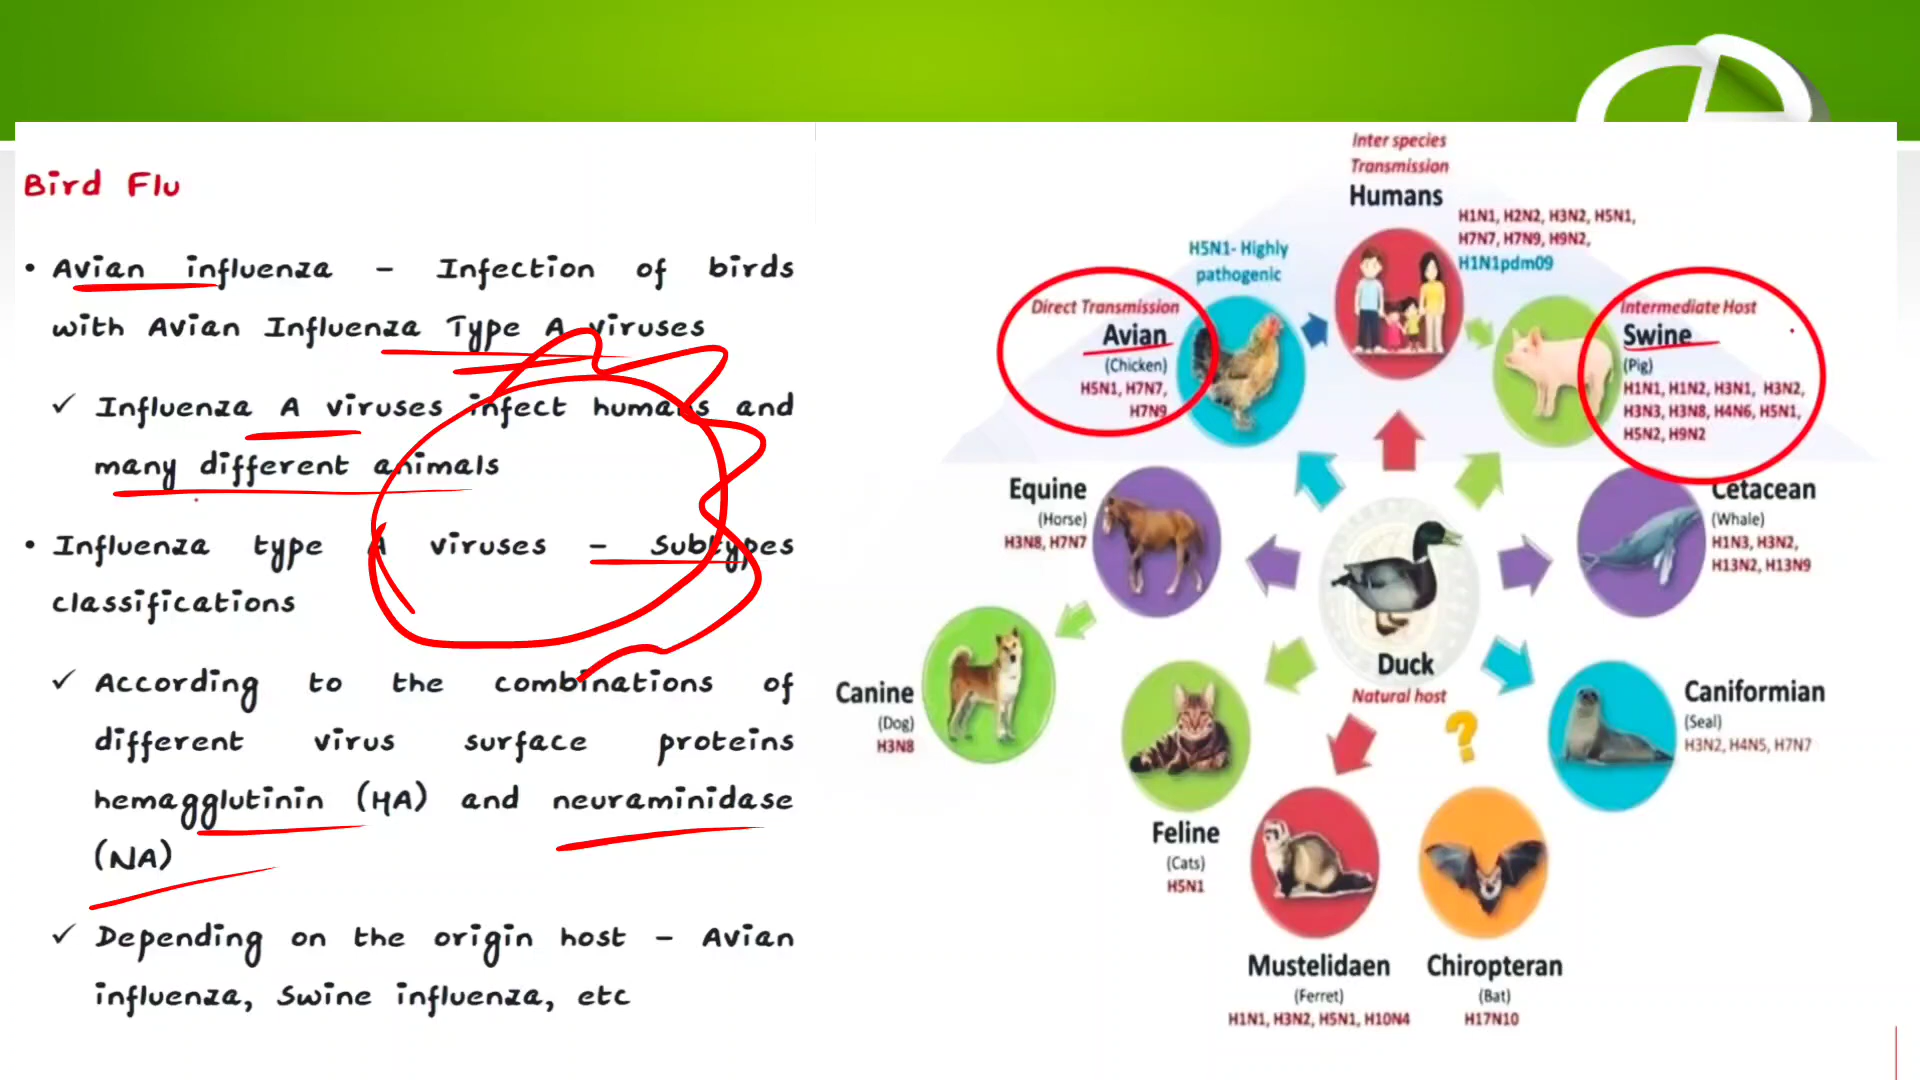 Bird Flu
• Avian influenza – Infection of birds
with Avian Influenza Type A viruses
✓ Influenza A viruses infect humans and
many different animals
• Influenza type A viruses – Subtypes
classifications
✓ According to the combinations of
different virus surface proteins
hemagglutinin (HA) and neuraminidase
(NA)
✓ Depending on the origin host – Avian
influenza, Swine influenza, etc
Inter species
Transmission
Humans
H1N1, H2N2, H3N2, H5N1,
H7N7, H7N9, H9N2,
H1N1pdm09
H5N1- Highly
pathogenic
Direct Transmission
Avian
(Chicken)
H5N1, H7N7,
H7N9
Intermediate Host
Swine
(Pig)
H1N1, H1N2, H3N1, H3N2,
H3N3, H3N8, H4N6, H5N1,
H5N2, H9N2
Equine
(Horse)
H3N8, H7N7
Cetacean
(Whale)
H1N3, H3N2,
H13N2, H13N9
Duck
Natural host
Canine
(Dog)
H3N8
Caniformian
(Seal)
H3N2, H4N5, H7N7
?
Feline
(Cats)
H5N1
Mustelidaen
(Ferret)
H1N1, H3N2, H5N1, H10N4
Chiropteran
(Bat)
H17N10